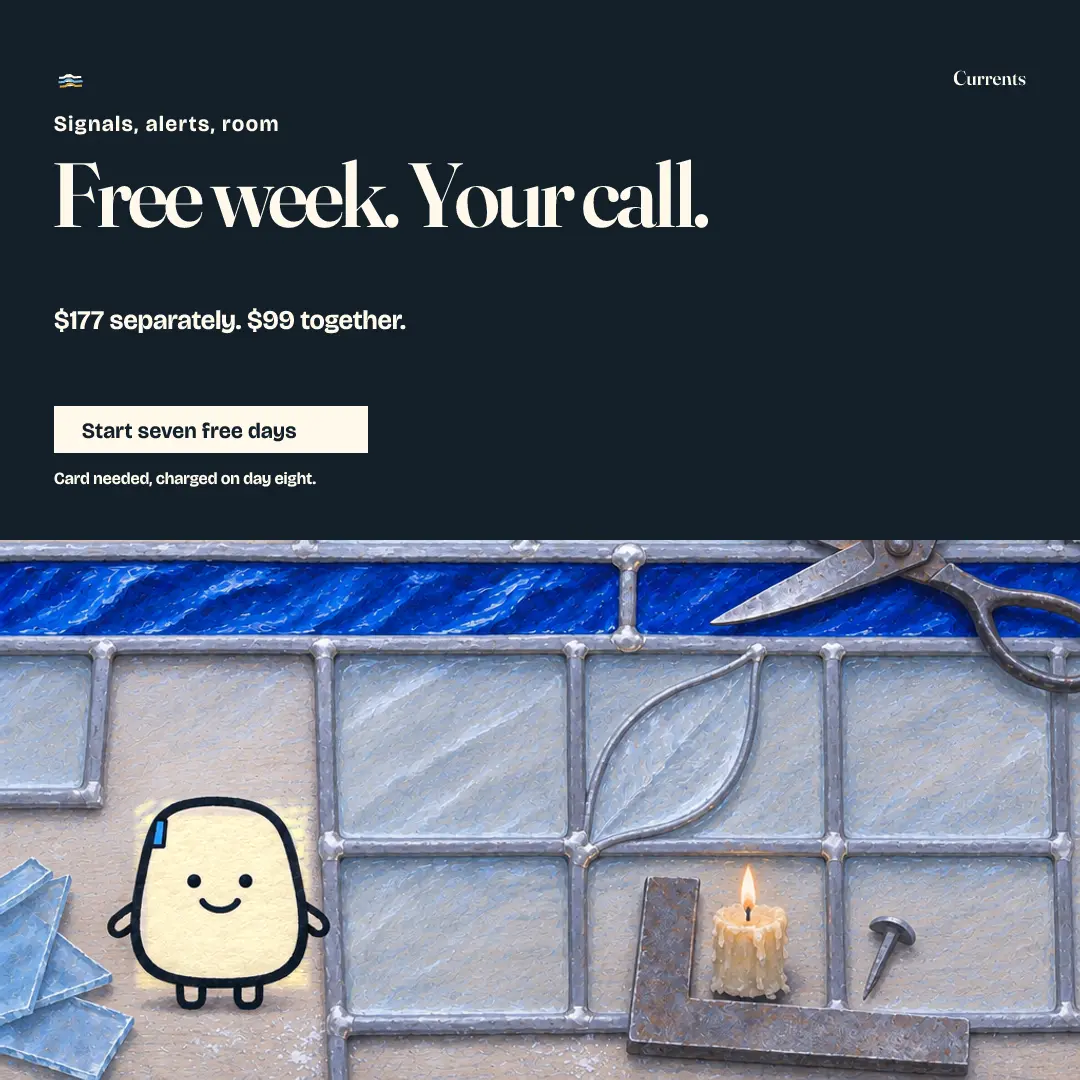 Currents
Signals, alerts, room
Free week. Your call.
$177 separately. $99 together.
Start seven free days
Card needed, charged on day eight.